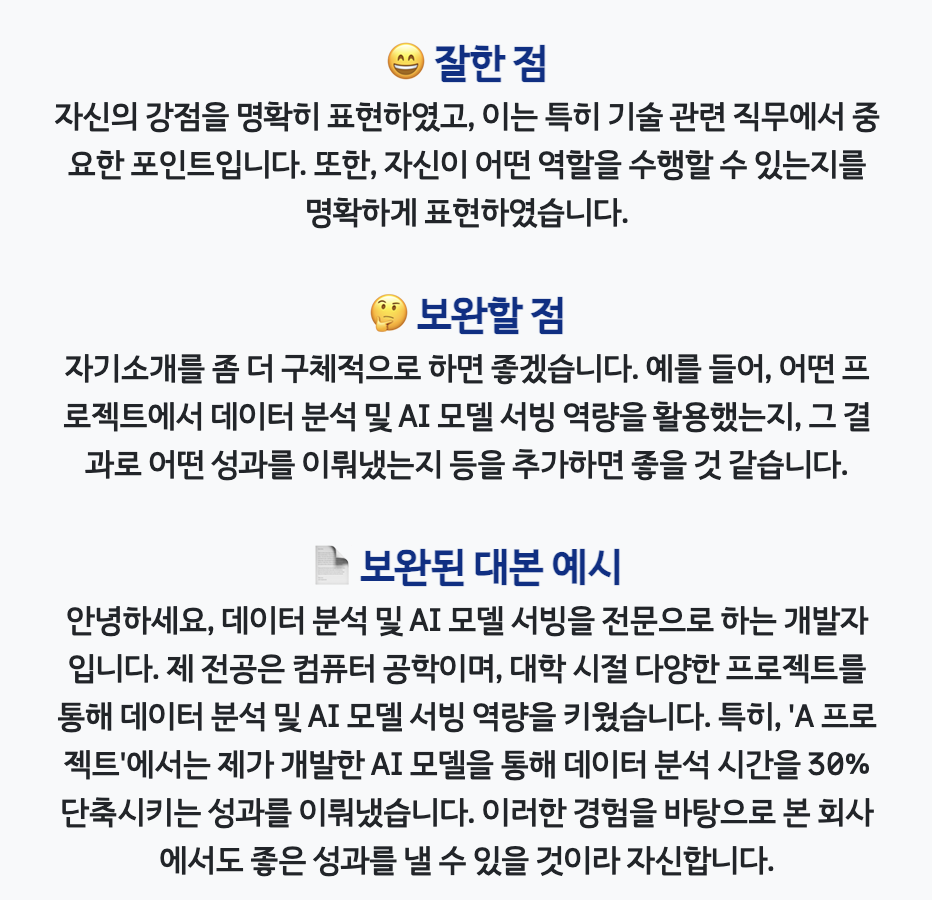 😄 잘한 점
자신의 강점을 명확히 표현하였고, 이는 특히 기술 관련 직무에서 중
요한 포인트입니다. 또한, 자신이 어떤 역할을 수행할 수 있는지를
명확하게 표현하였습니다.
🤔 보완할 점
자기소개를 좀 더 구체적으로 하면 좋겠습니다. 예를 들어, 어떤 프
로젝트에서 데이터 분석 및 AI 모델 서빙 역량을 활용했는지, 그 결
과로 어떤 성과를 이뤄냈는지 등을 추가하면 좋을 것 같습니다.
📄 보완된 대본 예시
안녕하세요, 데이터 분석 및 AI 모델 서빙을 전문으로 하는 개발자
입니다. 제 전공은 컴퓨터 공학이며, 대학 시절 다양한 프로젝트를
통해 데이터 분석 및 AI 모델 서빙 역량을 키웠습니다. 특히, 'A 프로
젝트'에서는 제가 개발한 AI 모델을 통해 데이터 분석 시간을 30%
단축시키는 성과를 이뤄냈습니다. 이러한 경험을 바탕으로 본 회사
에서도 좋은 성과를 낼 수 있을 것이라 자신합니다.